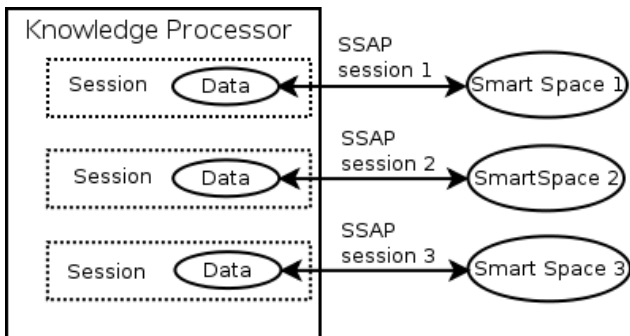 Knowledge Processor
SSAP
session 1
Session
Data
Smart Space 1
SSAP
session 2
Session
Data
SmartSpace 2
SSAP
session 3
Session
Data
Smart Space 3